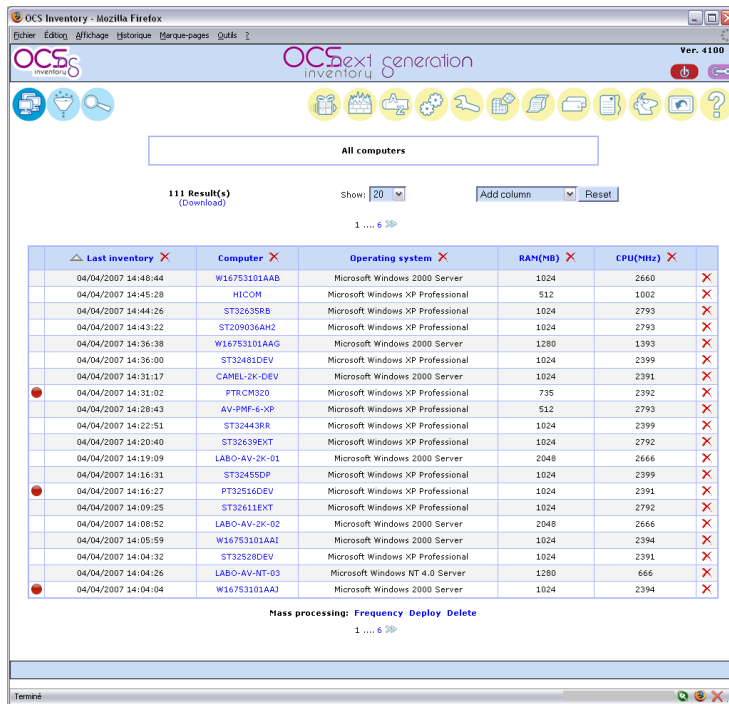 OCS Inventory - Mozilla Firefox
Fichier Édition Affichage Historique Marque-pages Outils ?
OCS inventory
OCS inventory next generation
Ver. 4100
All computers
111 Result(s) Show: 20 Add column Reset
(Download)
1 .... 6
Last inventory Computer Operating system RAM(MB) CPU(MHz)
04/04/2007 14:48:44 W16753101AAB Microsoft Windows 2000 Server 1024 2660
04/04/2007 14:45:28 HICOM Microsoft Windows XP Professional 512 1002
04/04/2007 14:44:26 ST32635RB Microsoft Windows XP Professional 1024 2793
04/04/2007 14:43:22 ST209036AH2 Microsoft Windows XP Professional 1024 2793
04/04/2007 14:36:38 W16753101AAG Microsoft Windows 2000 Server 1280 1393
04/04/2007 14:36:00 ST32481DEV Microsoft Windows XP Professional 1024 2399
04/04/2007 14:31:17 CAMEL-2K-DEV Microsoft Windows 2000 Server 1024 2391
04/04/2007 14:31:02 PTRCM320 Microsoft Windows XP Professional 735 2392
04/04/2007 14:28:43 AV-PMF-6-XP Microsoft Windows XP Professional 512 2793
04/04/2007 14:22:51 ST32443RR Microsoft Windows XP Professional 1024 2399
04/04/2007 14:20:40 ST32639EXT Microsoft Windows XP Professional 1024 2792
04/04/2007 14:19:09 LABO-AV-2K-01 Microsoft Windows 2000 Server 2048 2666
04/04/2007 14:16:31 ST32455DP Microsoft Windows XP Professional 1024 2399
04/04/2007 14:16:27 PT32516DEV Microsoft Windows XP Professional 1024 2391
04/04/2007 14:09:25 ST32611EXT Microsoft Windows XP Professional 1024 2792
04/04/2007 14:08:52 LABO-AV-2K-02 Microsoft Windows 2000 Server 2048 2666
04/04/2007 14:05:59 W16753101AAI Microsoft Windows 2000 Server 1024 2394
04/04/2007 14:04:32 ST32528DEV Microsoft Windows XP Professional 1024 2391
04/04/2007 14:04:26 LABO-AV-NT-03 Microsoft Windows NT 4.0 Server 1280 666
04/04/2007 14:04:04 W16753101AAJ Microsoft Windows 2000 Server 1024 2394
Mass processing: Frequency Deploy Delete
1 .... 6
Terminé